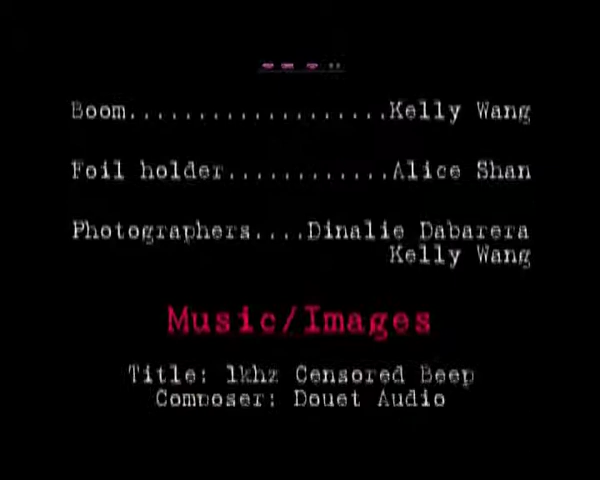 Boom...................Kelly Wang
Foil holder............Alice Shan
Photographers....Dinalie Dabarera
Kelly Wang
Music/Images
Title: 1khz Censored Beep
Composer: Douet Audio